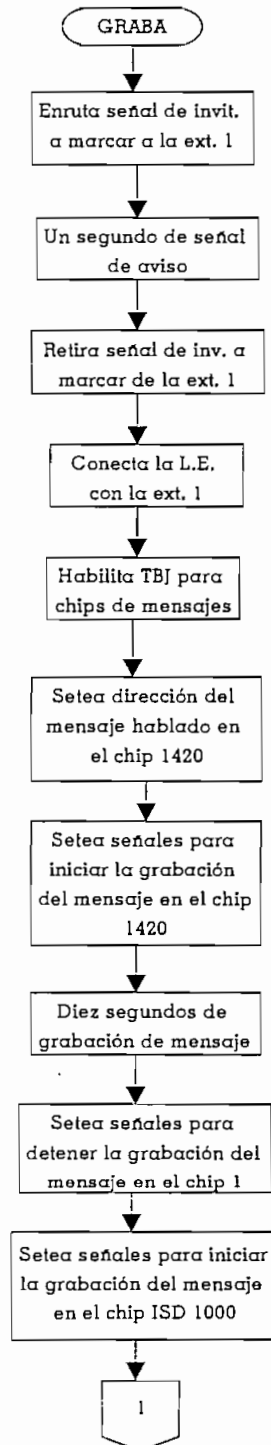 GRABA
Enruta señal de invit.
a marcar a la ext. 1
Un segundo de señal
de aviso
Retira señal de inv. a
marcar de la ext. 1
Conecta la L.E.
con la ext. 1
Habilita TBJ para
chips de mensajes
Setea dirección del
mensaje hablado en
el chip 1420
Setea señales para
iniciar la grabación
del mensaje en el chip
1420
Diez segundos de
grabación de mensaje
Setea señales para
detener la grabación del
mensaje en el chip 1
Setea señales para iniciar
la grabación del mensaje
en el chip ISD 1000
1